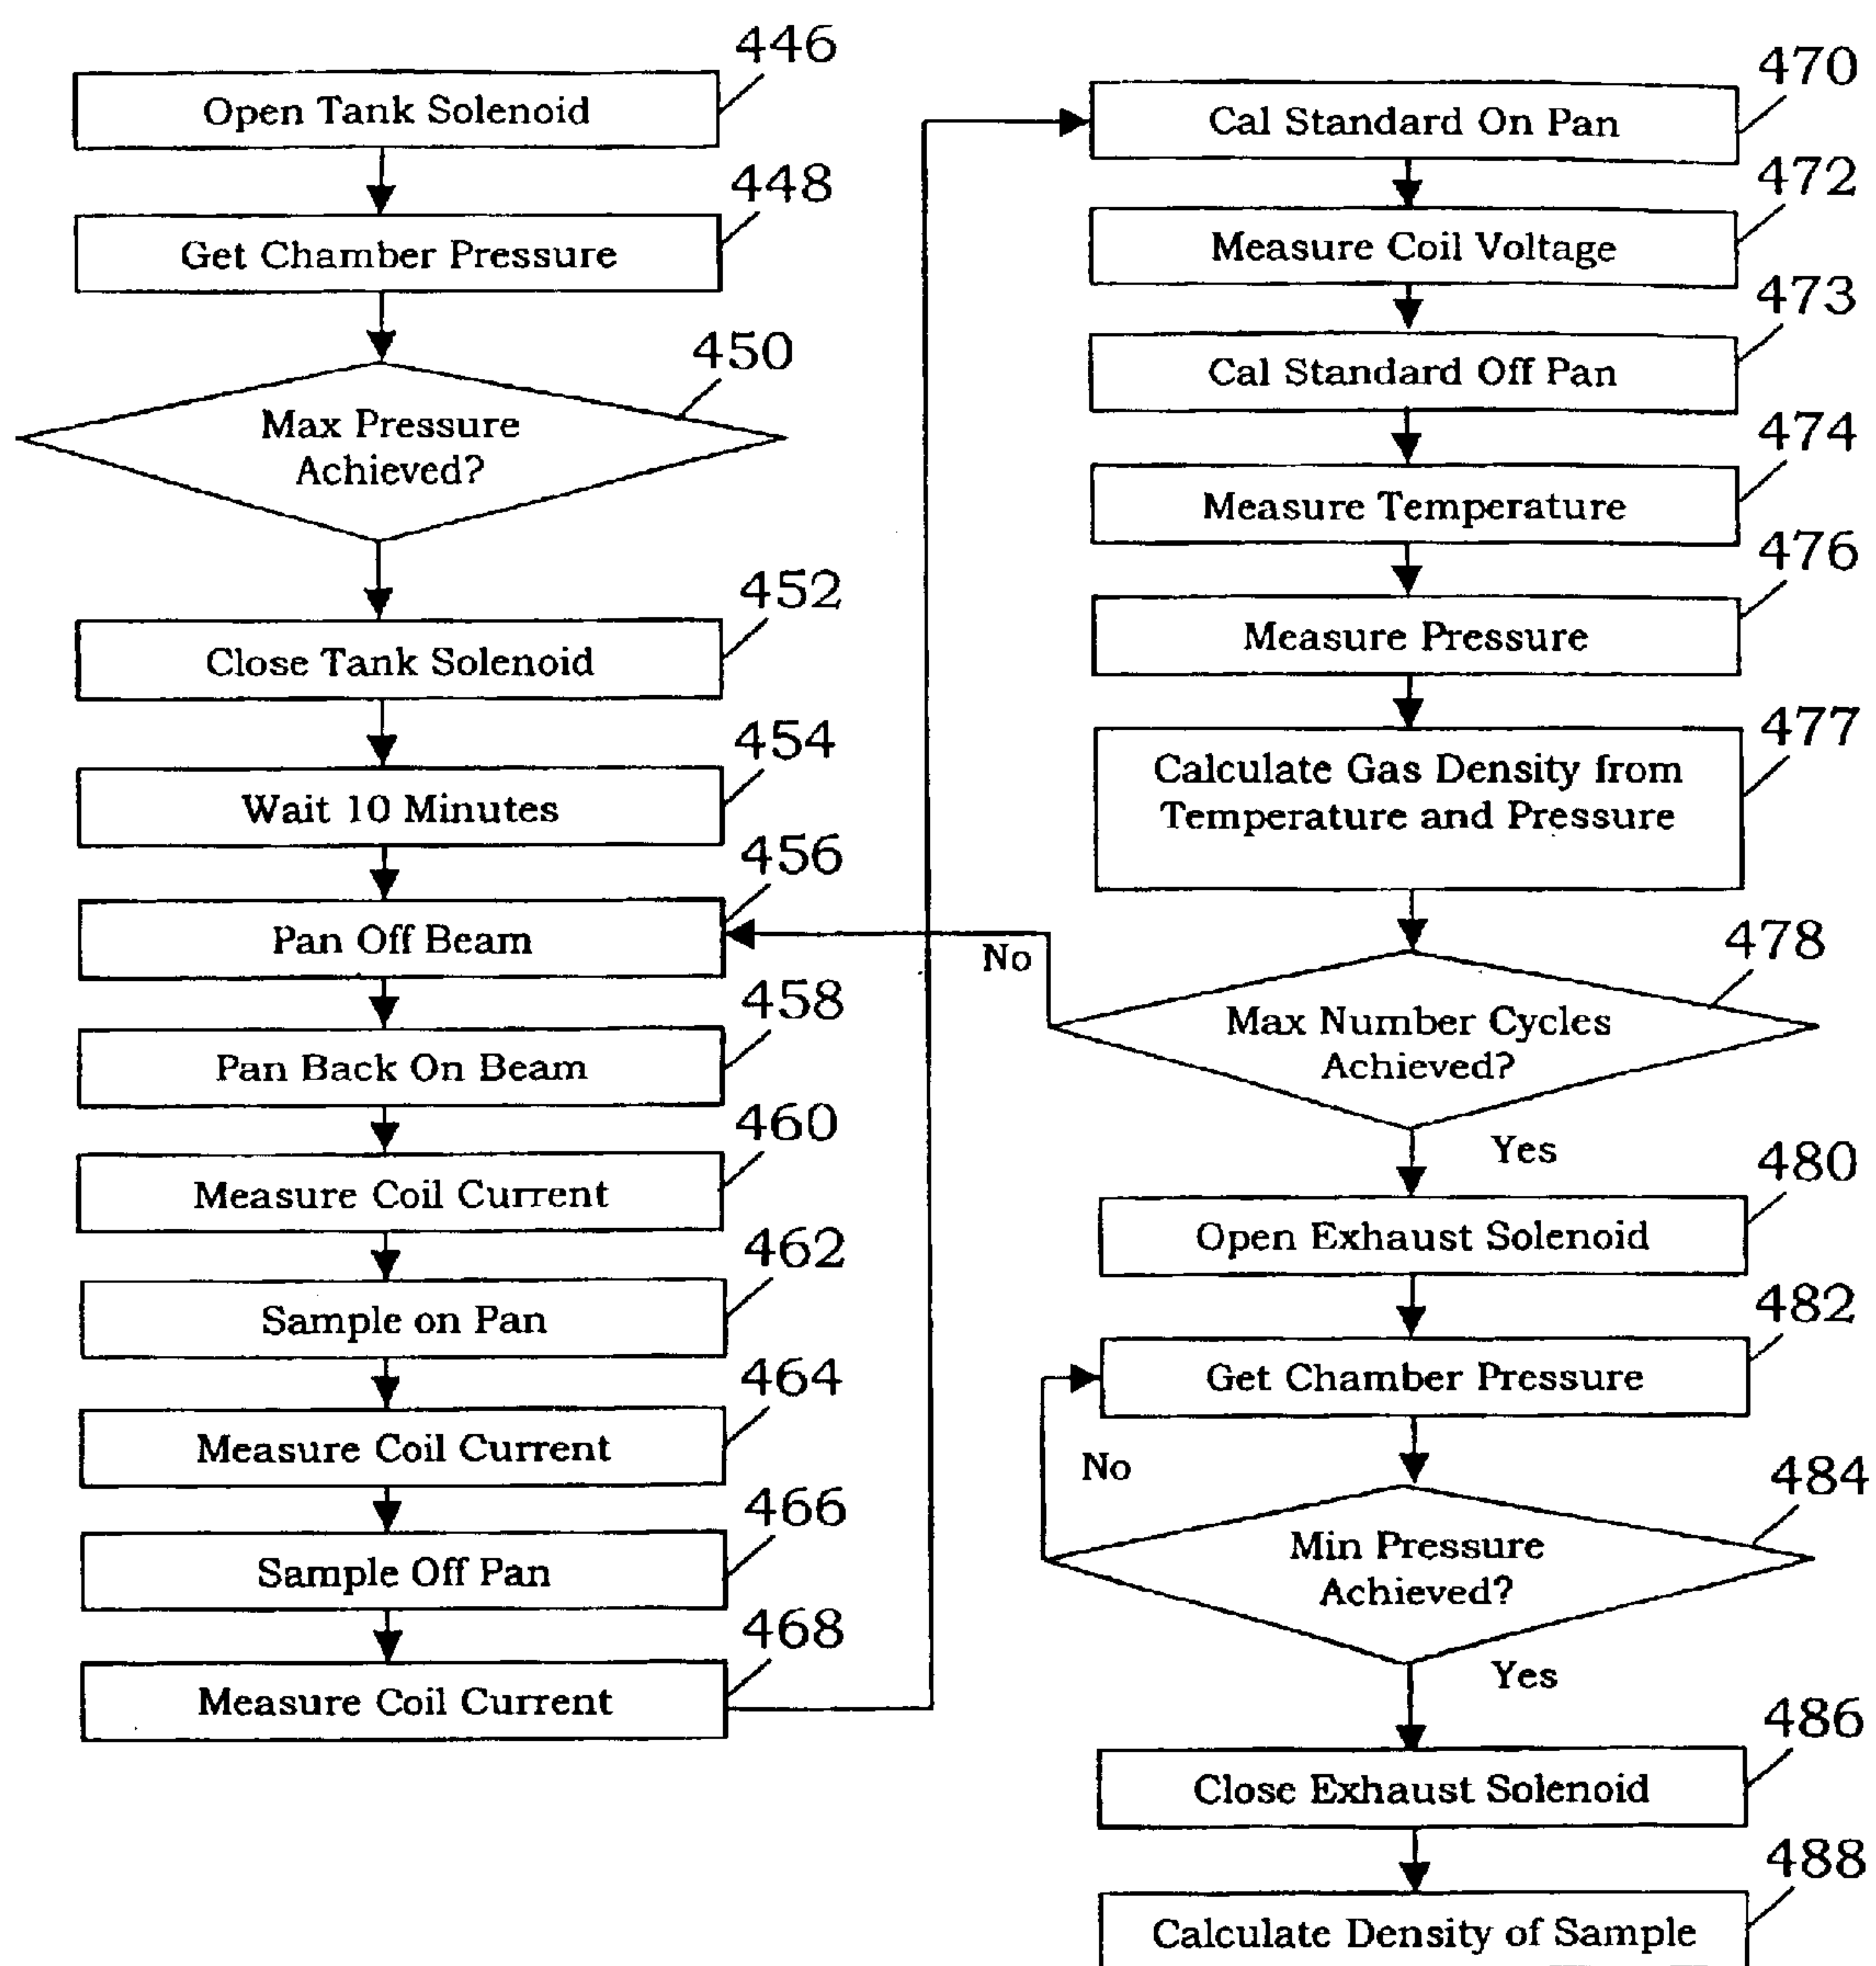 446
Open Tank Solenoid
448
Get Chamber Pressure
450
Max Pressure
Achieved?
452
Close Tank Solenoid
454
Wait 10 Minutes
456
Pan Off Beam
458
Pan Back On Beam
460
Measure Coil Current
462
Sample on Pan
464
Measure Coil Current
466
Sample Off Pan
468
Measure Coil Current
470
Cal Standard On Pan
472
Measure Coil Voltage
473
Cal Standard Off Pan
474
Measure Temperature
476
Measure Pressure
477
Calculate Gas Density from
Temperature and Pressure
478
Max Number Cycles
Achieved?
No
Yes
480
Open Exhaust Solenoid
482
Get Chamber Pressure
No
484
Min Pressure
Achieved?
Yes
486
Close Exhaust Solenoid
488
Calculate Density of Sample